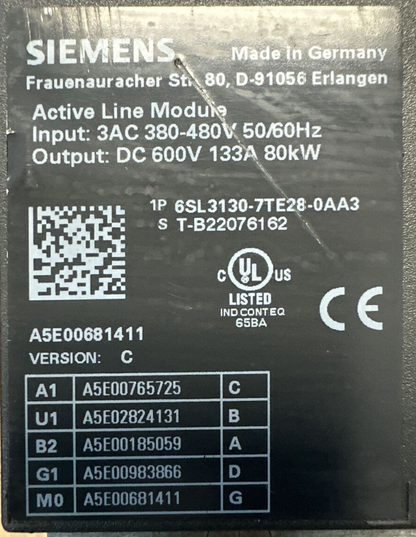 SIEMENS
Made in Germany
Frauenauracher Str. 80, D-91056 Erlangen
Active Line Module
Input: 3AC 380-480V 50/60Hz
Output: DC 600V 133A 80kW
1P 6SL3130-7TE28-0AA3
S T-B22076162
C UL US
LISTED
IND CONT EQ
65BA
CE
A5E00681411
VERSION: C
A1 A5E00765725 C
U1 A5E02824131 B
B2 A5E00185059 A
G1 A5E00983866 D
M0 A5E00681411 G